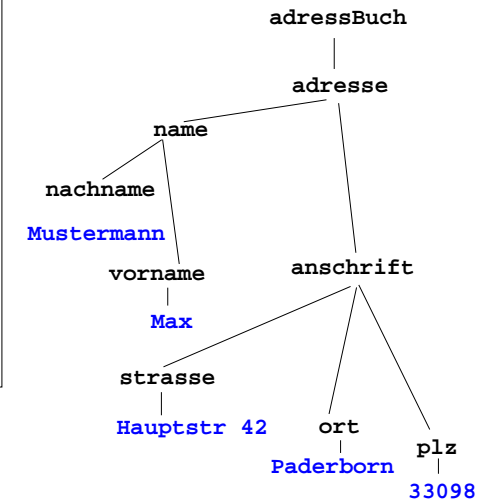 adressBuch
adresse
name
nachname
Mustermann
vorname
anschrift
Max
strasse
Hauptstr 42
ort
plz
Paderborn
33098